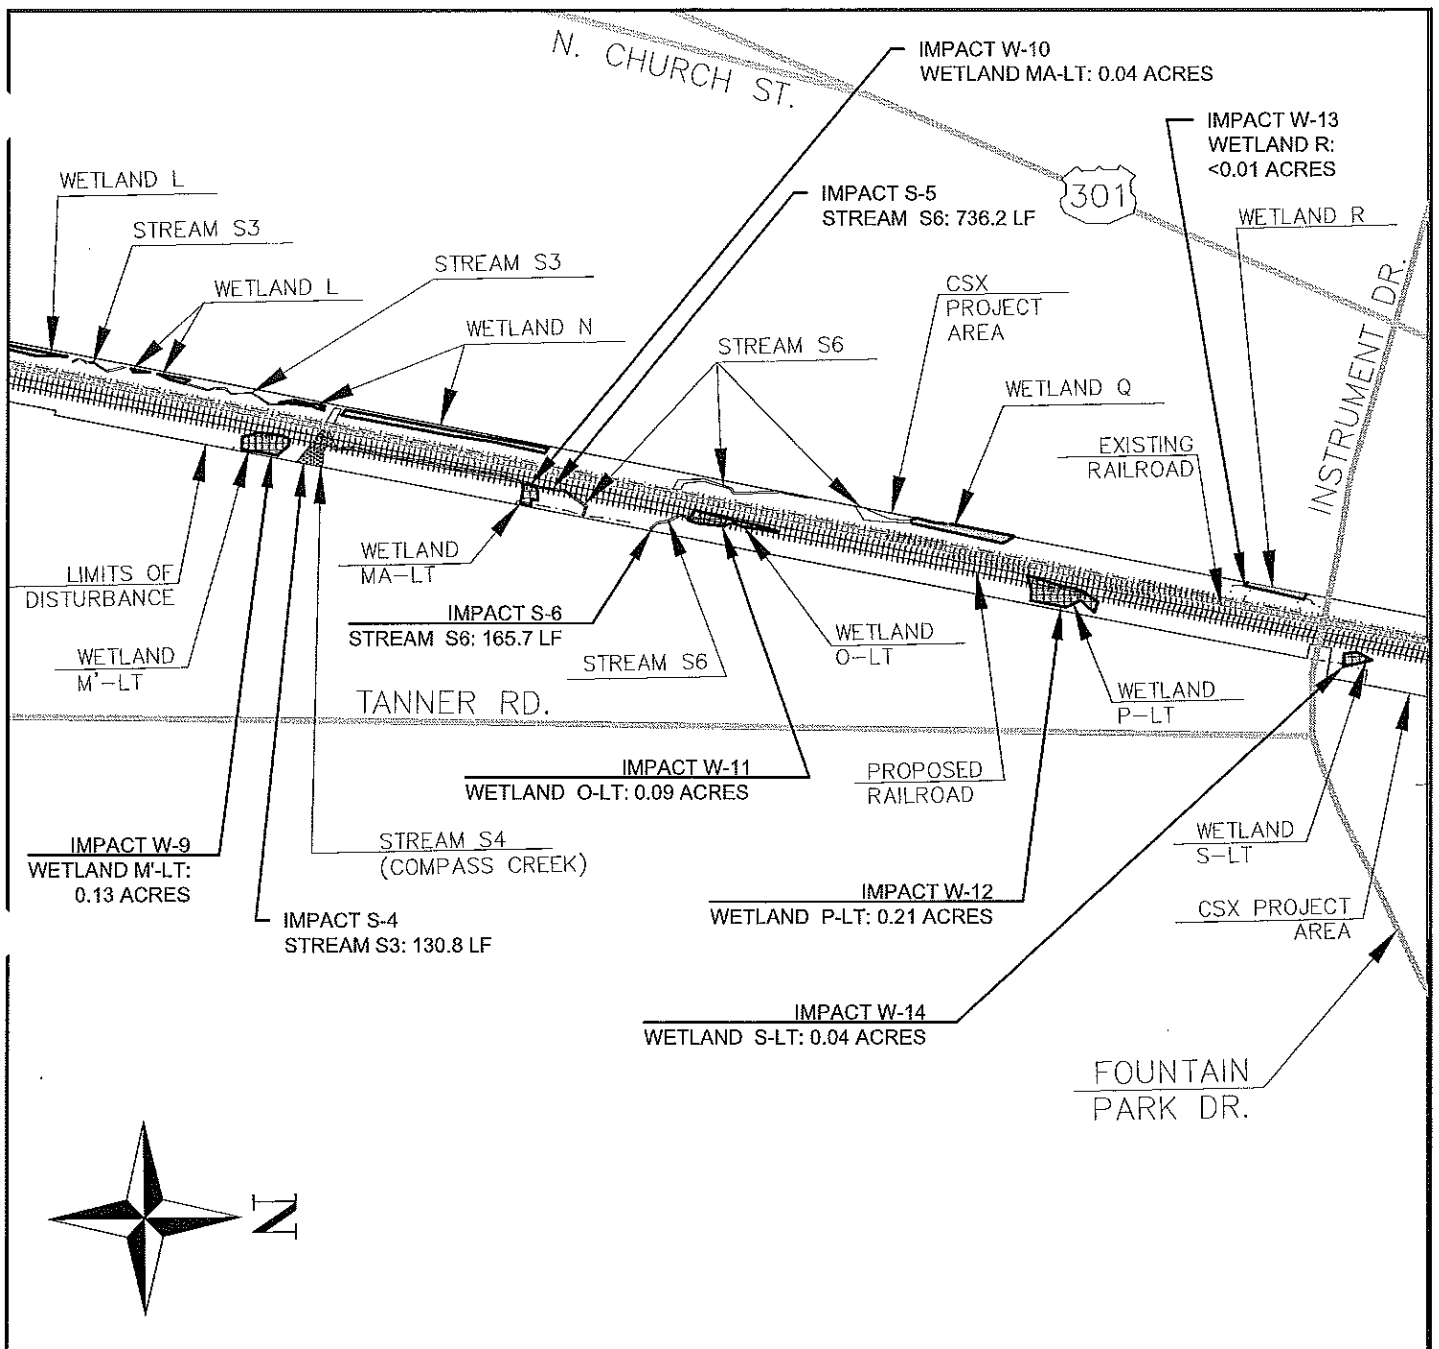 N. CHURCH ST.
IMPACT W-10
WETLAND MA-LT: 0.04 ACRES
IMPACT W-13
WETLAND R:
<0.01 ACRES
301
WETLAND L
STREAM S3
IMPACT S-5
STREAM S6: 736.2 LF
WETLAND R
INSTRUMENT DR.
WETLAND L
STREAM S3
CSX
PROJECT
AREA
WETLAND N
STREAM S6
WETLAND Q
EXISTING
RAILROAD
LIMITS OF
DISTURBANCE
WETLAND
MA-LT
IMPACT S-6
STREAM S6: 165.7 LF
WETLAND
M'-LT
STREAM S6
WETLAND
O-LT
WETLAND
P-LT
TANNER RD.
IMPACT W-11
WETLAND O-LT: 0.09 ACRES
PROPOSED
RAILROAD
IMPACT W-9
WETLAND M'-LT:
0.13 ACRES
STREAM S4
(COMPASS CREEK)
WETLAND
S-LT
IMPACT S-4
STREAM S3: 130.8 LF
IMPACT W-12
WETLAND P-LT: 0.21 ACRES
CSX PROJECT
AREA
IMPACT W-14
WETLAND S-LT: 0.04 ACRES
FOUNTAIN
PARK DR.
N